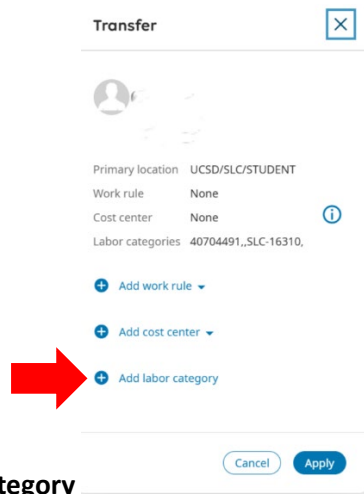 Transfer
Primary location UCSD/SLC/STUDENT
Work rule None
Cost center None
Labor categories 40704491,,SLC-16310,
Add work rule
Add cost center
Add labor category
Cancel Apply
tegory